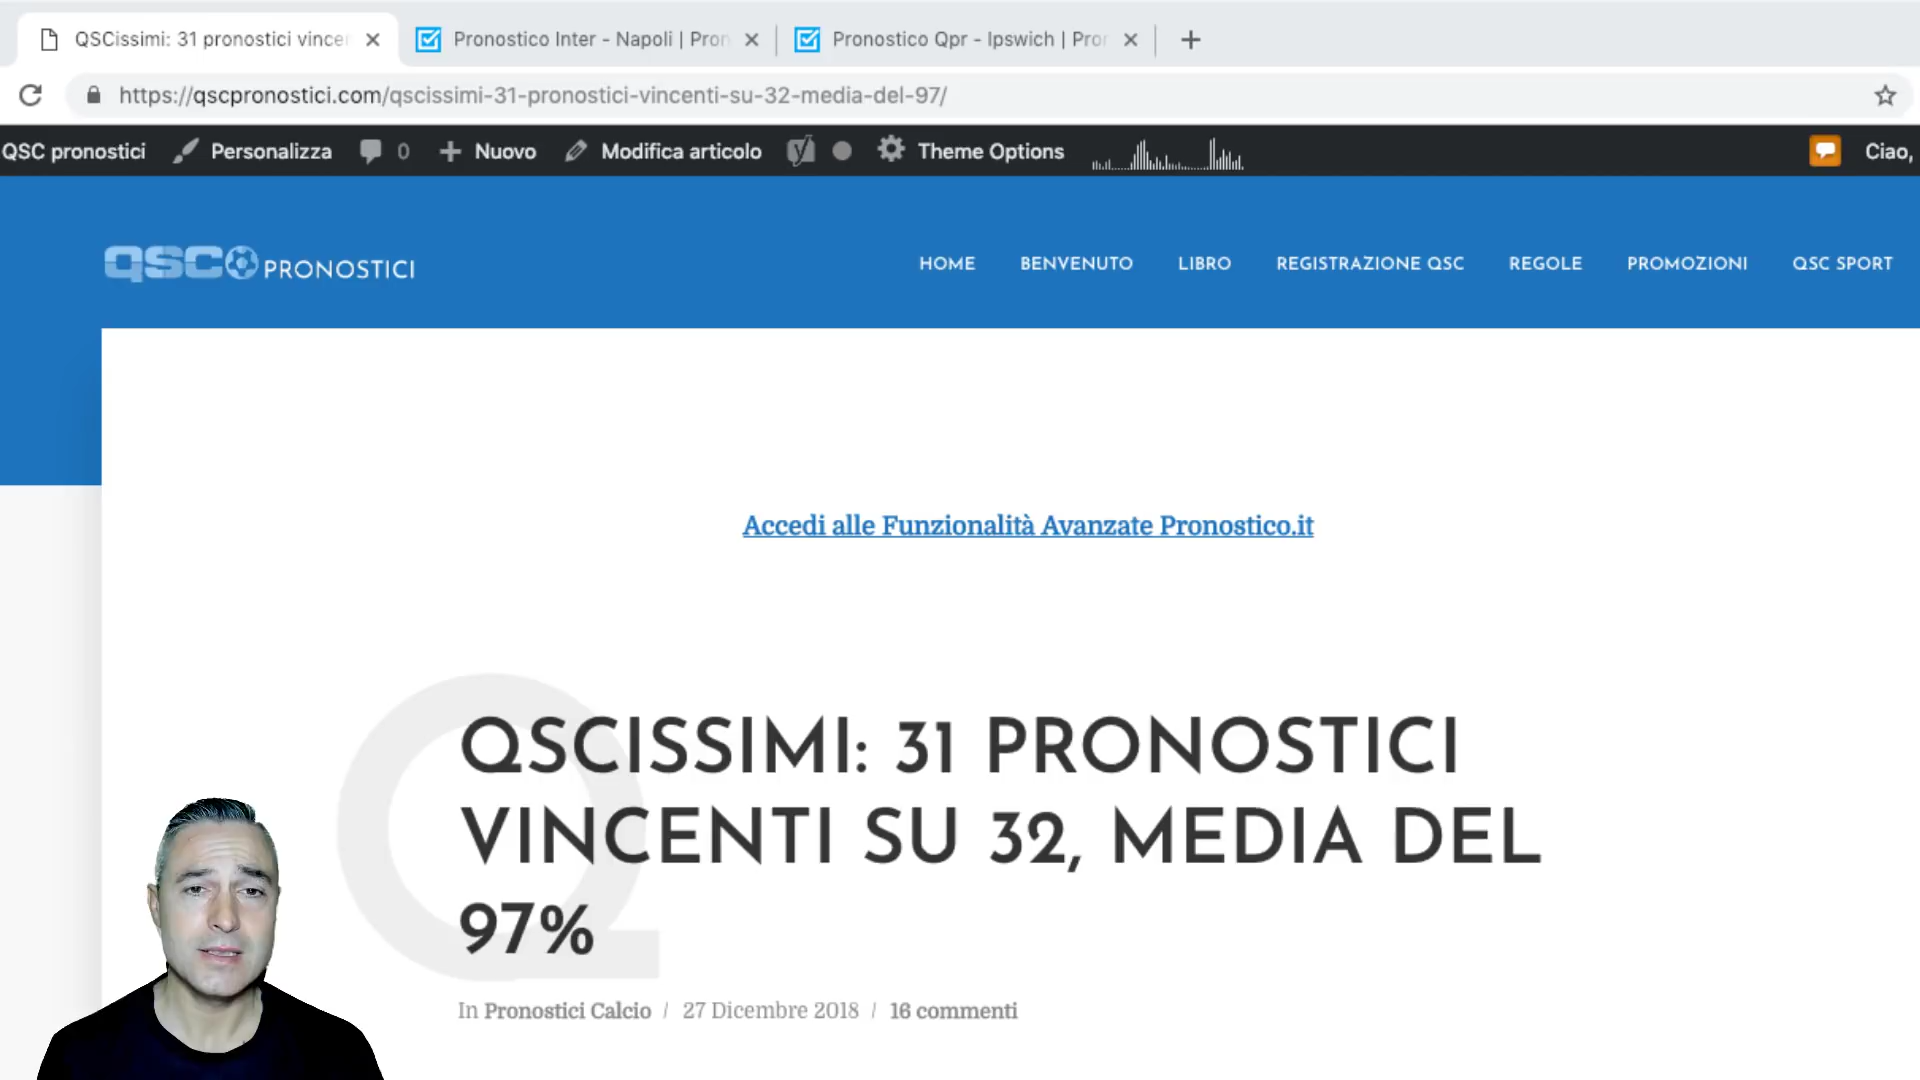 QSCissimi: 31 pronostici vincen
Pronostico Inter - Napoli | Pron
Pronostico Qpr - Ipswich | Pro
https://qscpronostici.com/qscissimi-31-pronostici-vincenti-su-32-media-del-97/
QSC pronostici Personalizza 0 Nuovo Modifica articolo Theme Options Ciao,
QSC PRONOSTICI
HOME BENVENUTO LIBRO REGISTRAZIONE QSC REGOLE PROMOZIONI QSC SPORT
Accedi alle Funzionalità Avanzate Pronostico.it
QSCISSIMI: 31 PRONOSTICI
VINCENTI SU 32, MEDIA DEL
97%
In Pronostici Calcio / 27 Dicembre 2018 / 16 commenti